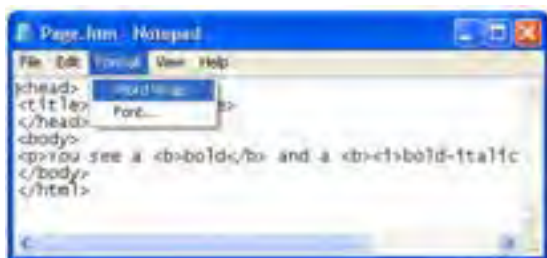 Page.htm - Notepad
File Edit Format View Help
<head>
Word Wrap
<title>
Font...
</head>
<body>
<p>You see a <b>bold</b> and a <b><i>bold-italic
</body>
</html>